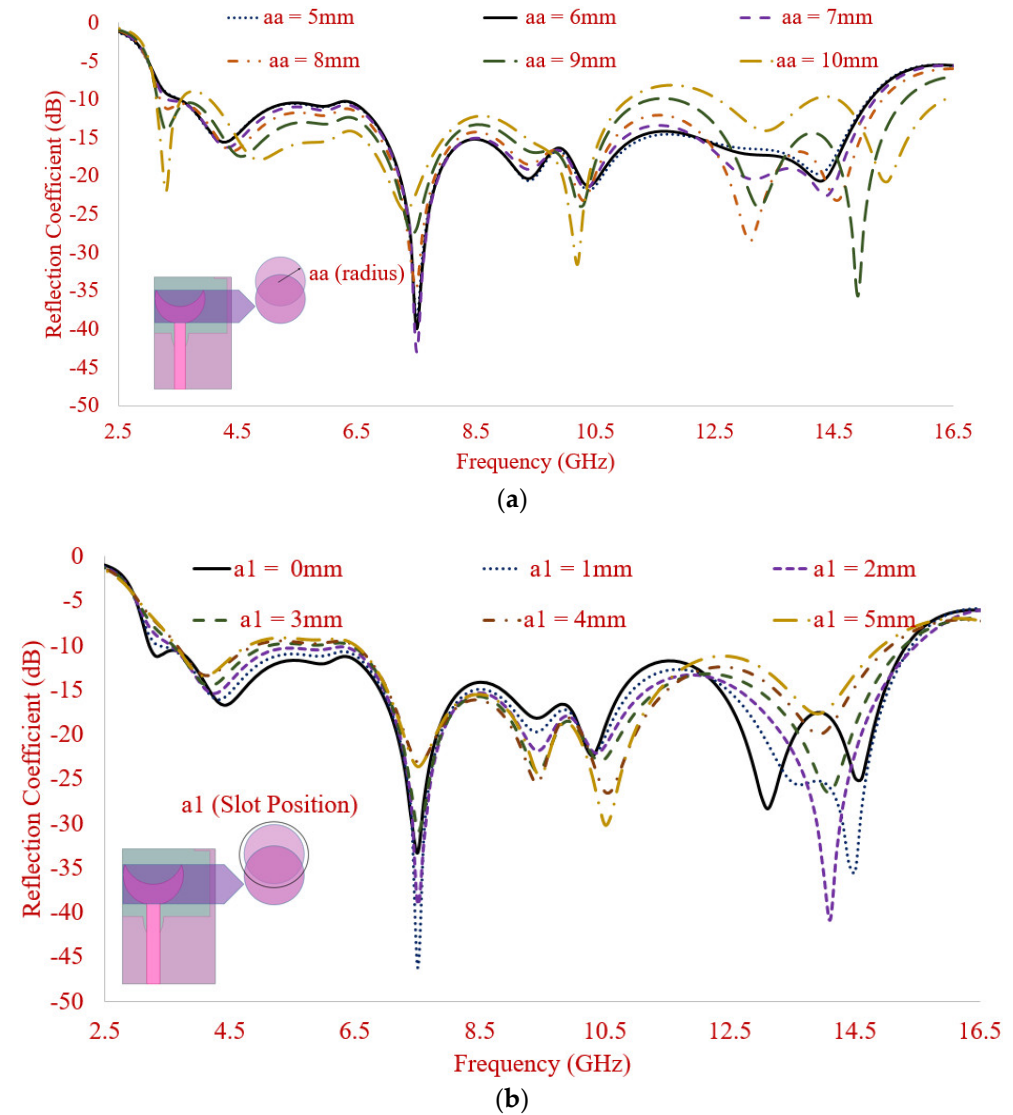 aa = 5mm aa = 6mm aa = 7mm
aa = 8mm aa = 9mm aa = 10mm
Reflection Coefficient (dB)
0
-5
-10
-15
-20
-25
-30
-35
-40
-45
-50
aa (radius)
2.5 4.5 6.5 8.5 10.5 12.5 14.5 16.5
Frequency (GHz)
(a)
a1 = 0mm a1 = 1mm a1 = 2mm
a1 = 3mm a1 = 4mm a1 = 5mm
Reflection Coefficient (dB)
0
-5
-10
-15
-20
-25
-30
-35
-40
-45
-50
a1 (Slot Position)
2.5 4.5 6.5 8.5 10.5 12.5 14.5 16.5
Frequency (GHz)
(b)